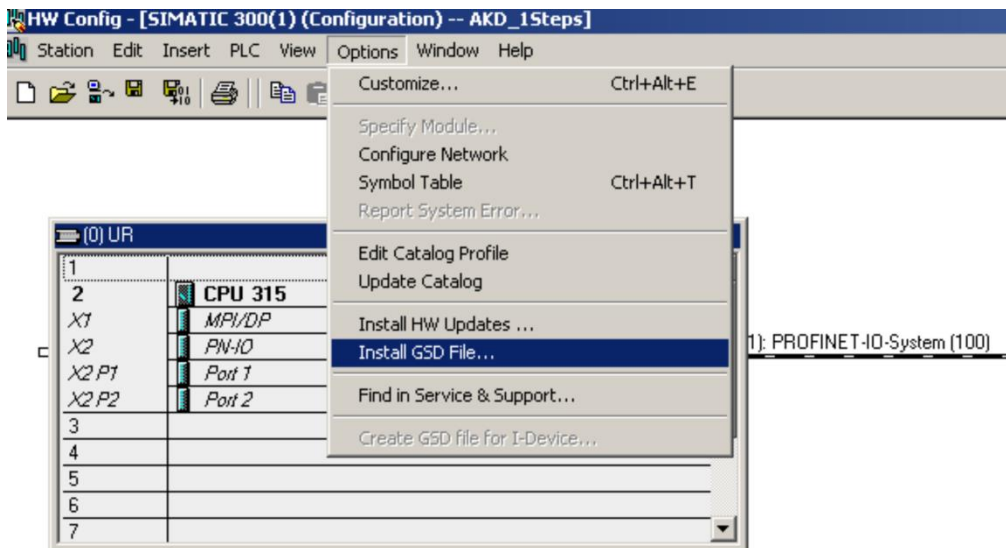 HW Config - [SIMATIC 300(1) (Configuration) -- AKD_1Steps]
Station Edit Insert PLC View Options Window Help
Customize... Ctrl+Alt+E
Specify Module...
Configure Network
Symbol Table Ctrl+Alt+T
Report System Error...
Edit Catalog Profile
Update Catalog
Install HW Updates ...
Install GSD File...
Find in Service & Support...
Create GSD file for I-Device...
(0) UR
1
2 CPU 315
X1 MPI/DP
X2 PN-IO
X2 P1 Port 1
X2 P2 Port 2
3
4
5
6
7
1): PROFINET-IO-System (100)